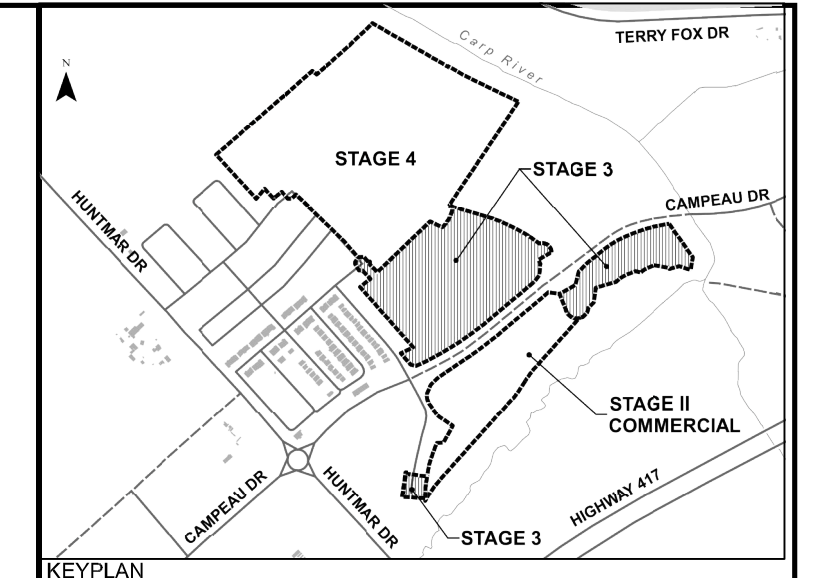 TERRY FOX DR
Carp River
N
STAGE 4
STAGE 3
CAMPEAU DR
HUNTMAR DR
STAGE II
COMMERCIAL
HIGHWAY 417
CAMPEAU DR
HUNTMAR DR
STAGE 3
KEYPLAN